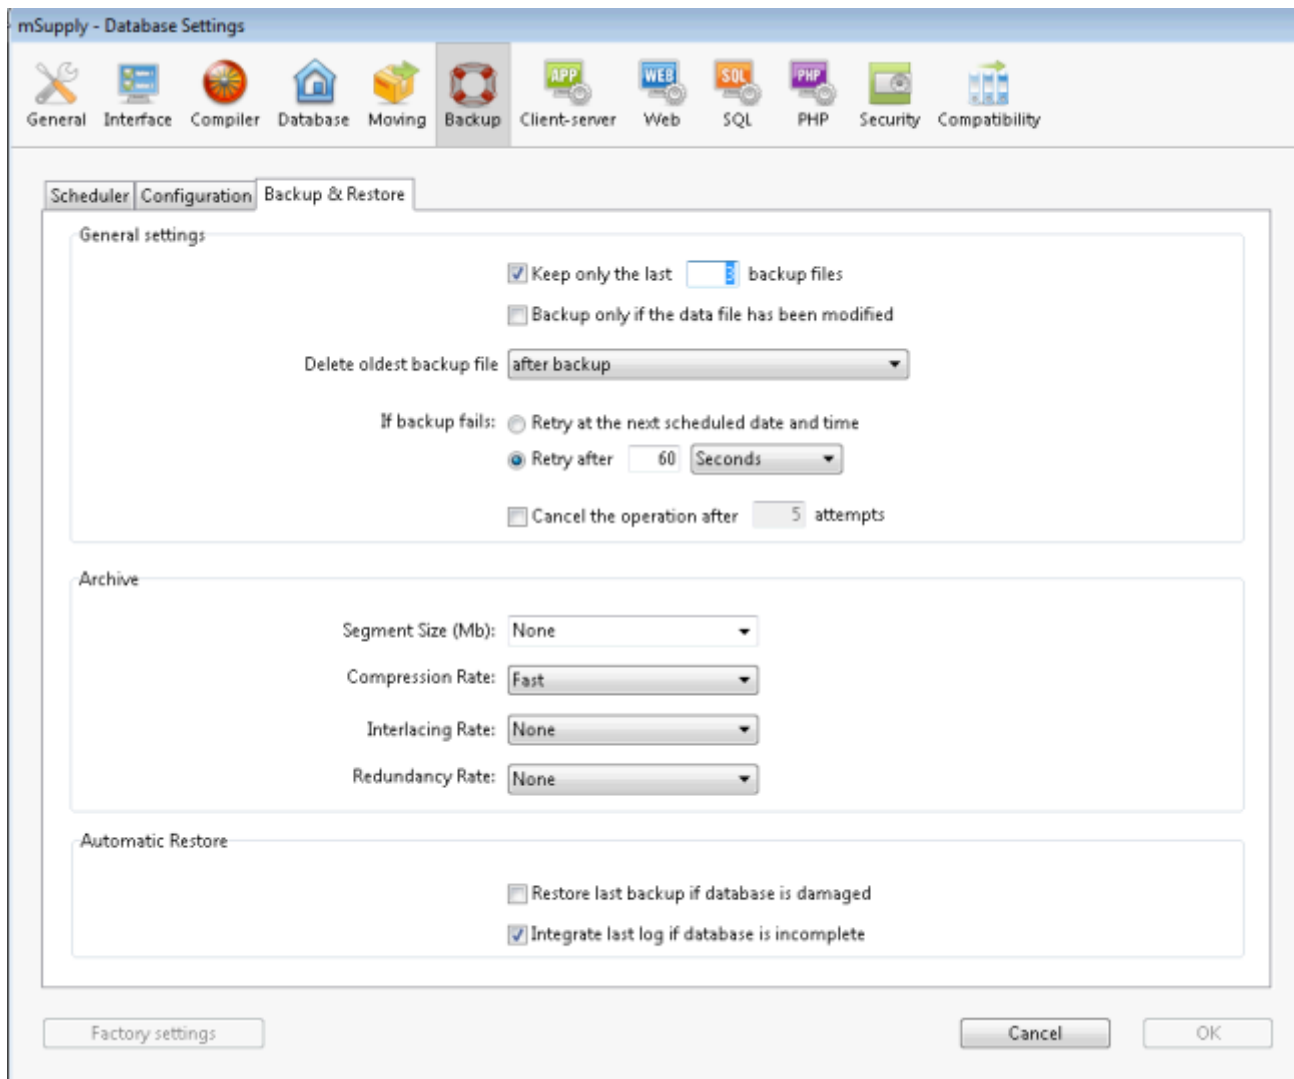 mSupply - Database Settings
General Interface Compiler Database Moving Backup Client-server Web SQL PHP Security Compatibility
APP WEB SQL PHP
Scheduler Configuration Backup & Restore
General settings
Keep only the last 3 backup files
Backup only if the data file has been modified
Delete oldest backup file after backup
If backup fails: Retry at the next scheduled date and time
Retry after 60 Seconds
Cancel the operation after 5 attempts
Archive
Segment Size (Mb): None
Compression Rate: Fast
Interlacing Rate: None
Redundancy Rate: None
Automatic Restore
Restore last backup if database is damaged
Integrate last log if database is incomplete
Factory settings Cancel OK